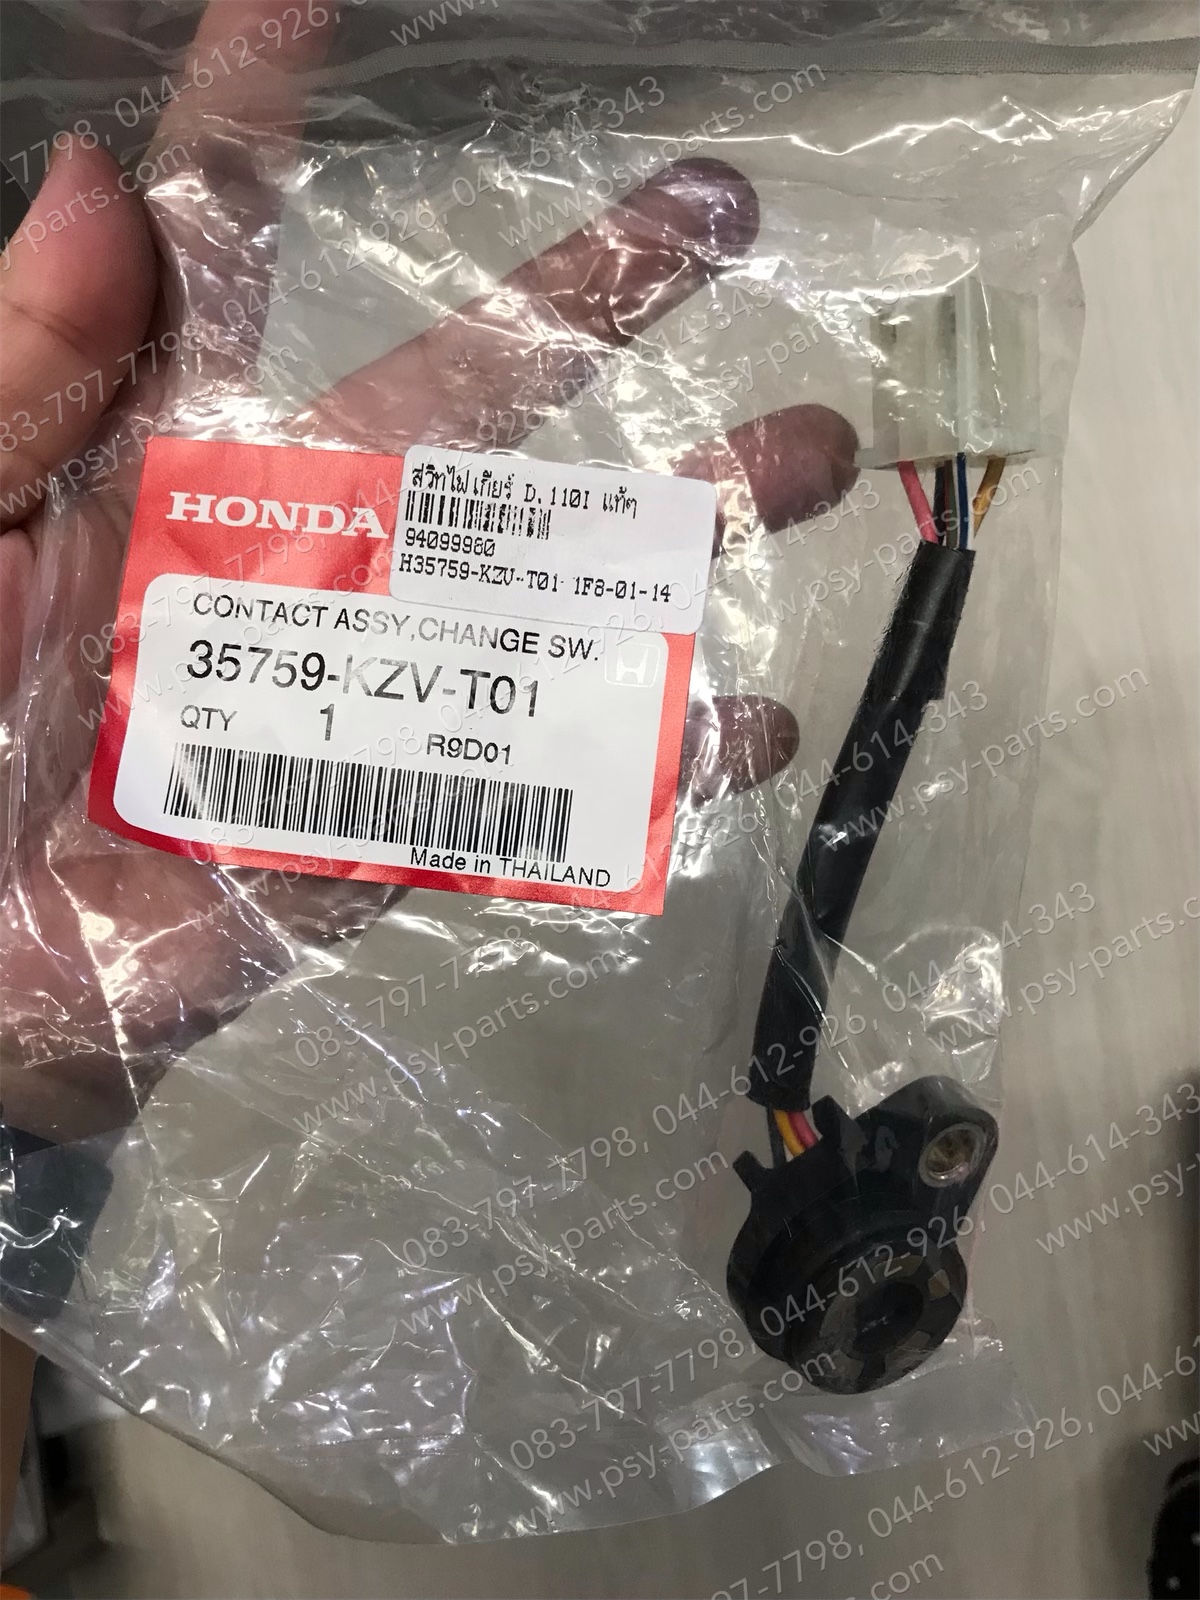 HONDA
สวิทไฟเกียร์ D.110I แท้ๆ
94099980
H35759-KZV-T01 1F8-01-14
CONTACT ASSY,CHANGE SW.
35759-KZV-T01
QTY 1 R9D01
Made in THAILAND
083-797-7798, 044-612-926, 044-614-343
www.psy-parts.com